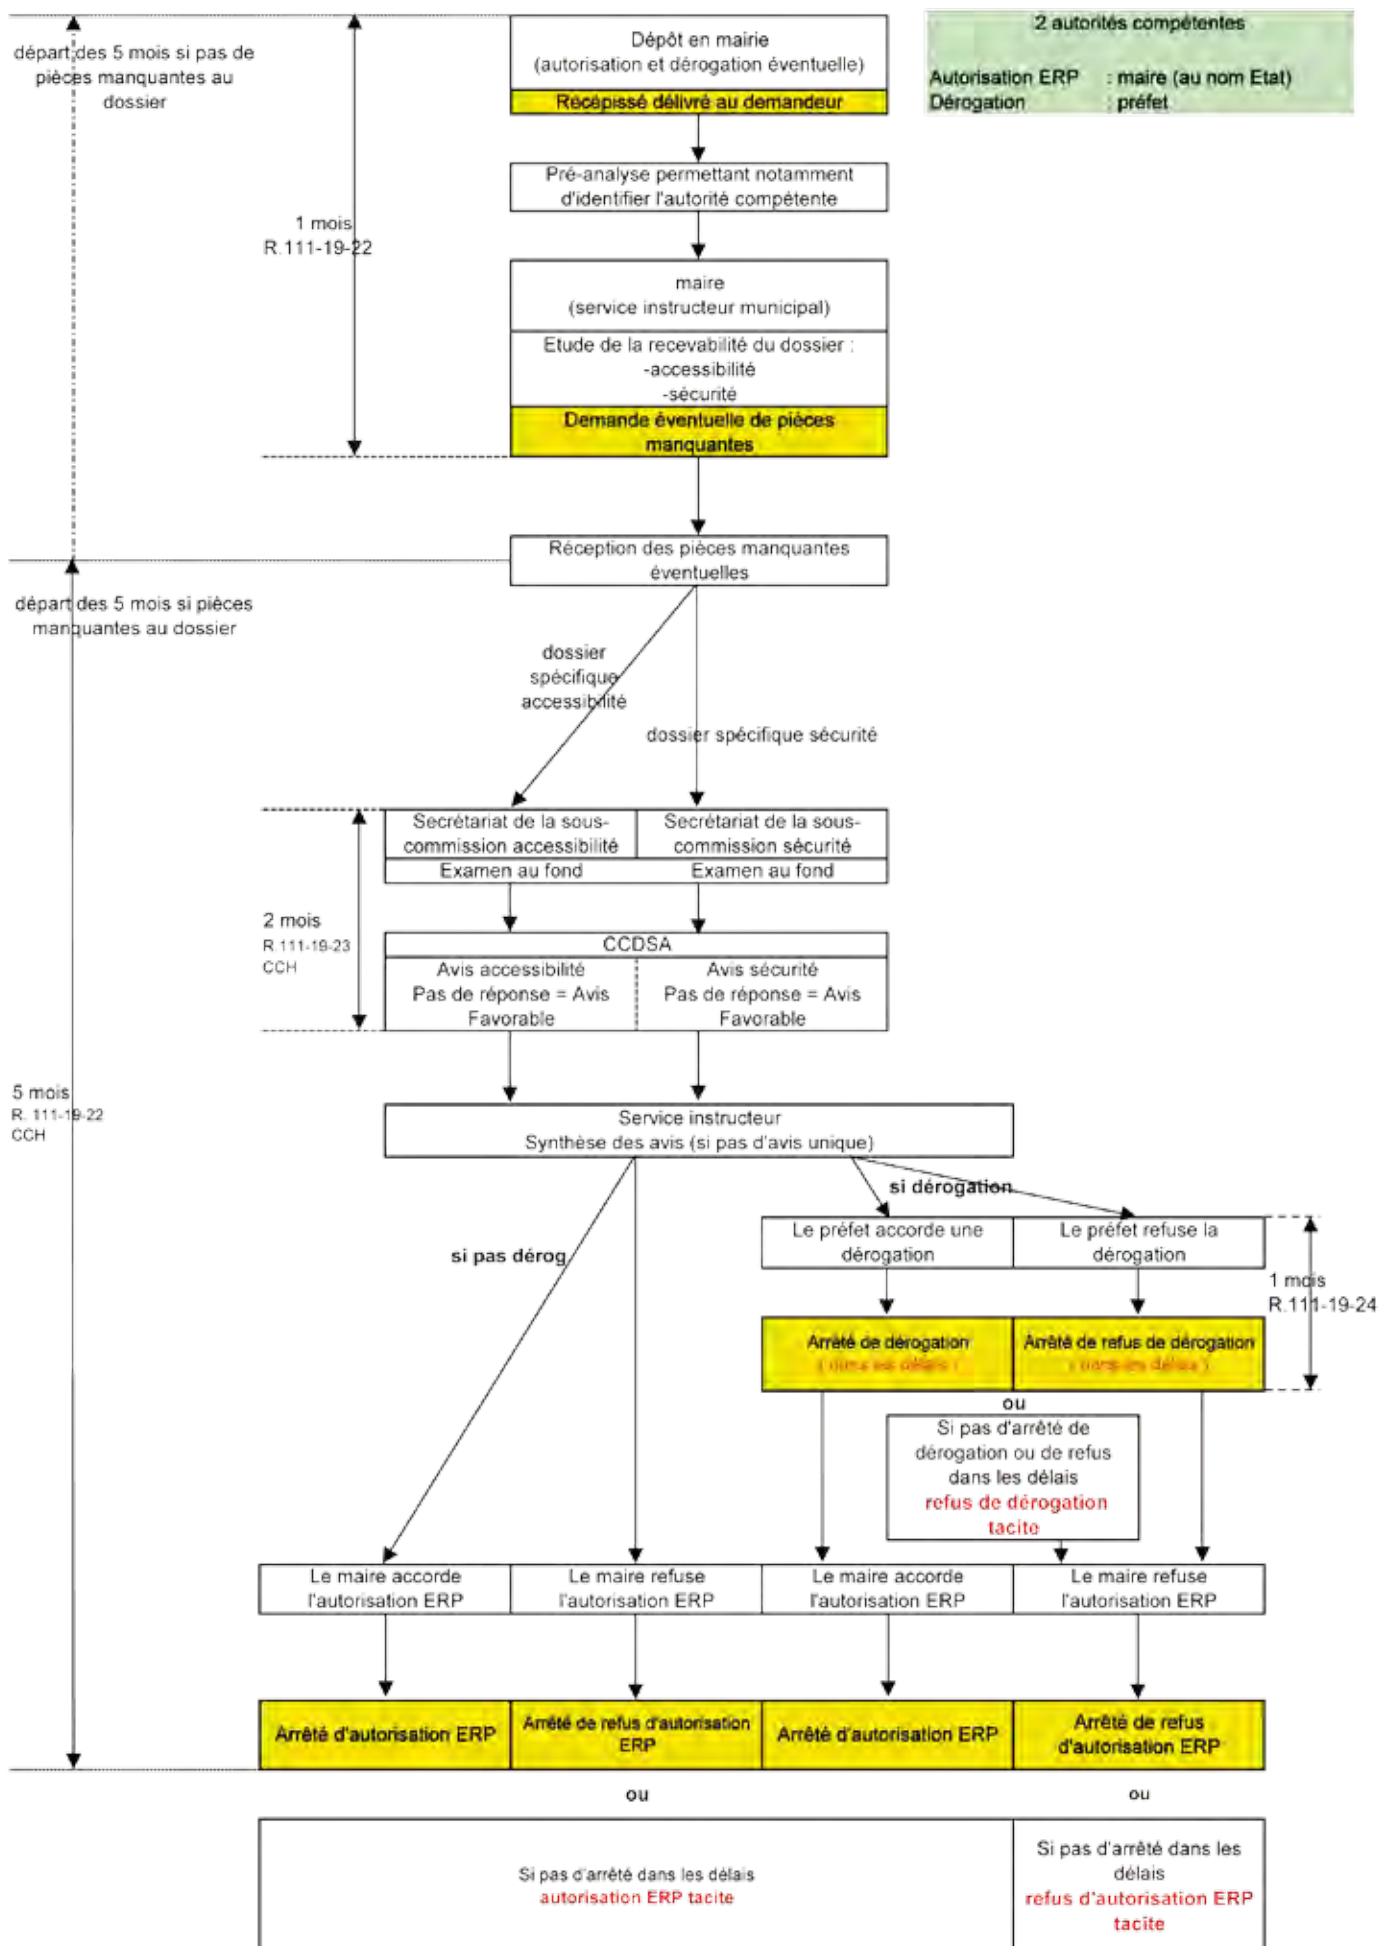 départ des 5 mois si pas de
pièces manquantes au
dossier
Dépôt en mairie
(autorisation et dérogation éventuelle)
Récépissé délivré au demandeur
2 autorités compétentes
Autorisation ERP : maire (au nom Etat)
Dérogation : préfet
Pré-analyse permettant notamment
d'identifier l'autorité compétente
1 mois
R.111-19-22
maire
(service instructeur municipal)
Etude de la recevabilité du dossier :
-accessibilité
-sécurité
Demande éventuelle de pièces
manquantes
Réception des pièces manquantes
éventuelles
départ des 5 mois si pièces
manquantes au dossier
dossier
spécifique
accessibilité
dossier spécifique sécurité
Secrétariat de la sous-
commission accessibilité
Secrétariat de la sous-
commission sécurité
Examen au fond
Examen au fond
2 mois
R.111-19-23
CCH
CCDSA
Avis accessibilité
Pas de réponse = Avis
Favorable
Avis sécurité
Pas de réponse = Avis
Favorable
5 mois
R. 111-19-22
CCH
Service instructeur
Synthèse des avis (si pas d'avis unique)
si dérogation
si pas dérog
Le préfet accorde une
dérogation
Le préfet refuse la
dérogation
1 mois
R.111-19-24
Arrêté de dérogation
Arrêté de refus de dérogation
ou
Si pas d'arrêté de
dérogation ou de refus
dans les délais
refus de dérogation
tacite
Le maire accorde
l'autorisation ERP
Le maire refuse
l'autorisation ERP
Le maire accorde
l'autorisation ERP
Le maire refuse
l'autorisation ERP
Arrêté d'autorisation ERP
Arrêté de refus d'autorisation
ERP
Arrêté d'autorisation ERP
Arrêté de refus
d'autorisation ERP
ou
ou
Si pas d'arrêté dans les délais
autorisation ERP tacite
Si pas d'arrêté dans les
délais
refus d'autorisation ERP
tacite